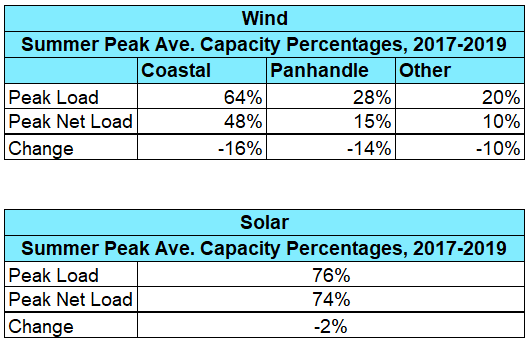 Wind
Summer Peak Ave. Capacity Percentages, 2017-2019
Coastal Panhandle Other
Peak Load 64% 28% 20%
Peak Net Load 48% 15% 10%
Change -16% -14% -10%
Solar
Summer Peak Ave. Capacity Percentages, 2017-2019
Peak Load 76%
Peak Net Load 74%
Change -2%